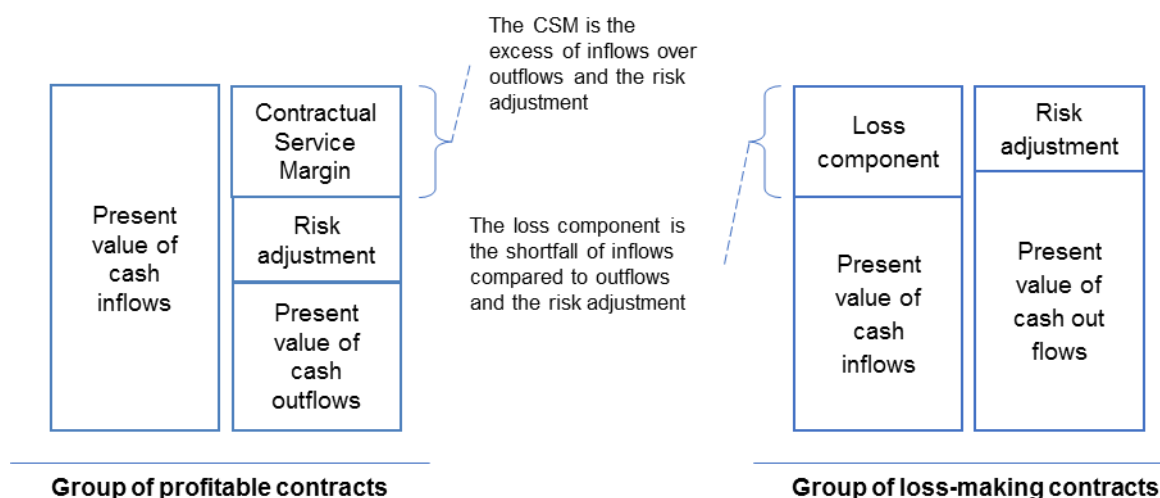 The CSM is the
excess of inflows over
outflows and the risk
adjustment
Present
value of
cash
inflows
Contractual
Service
Margin
Risk
adjustment
Present
value of
cash
outflows
The loss component is
the shortfall of inflows
compared to outflows
and the risk adjustment
Loss
component
Present
value of
cash
inflows
Risk
adjustment
Present
value of
cash out
flows
Group of profitable contracts
Group of loss-making contracts